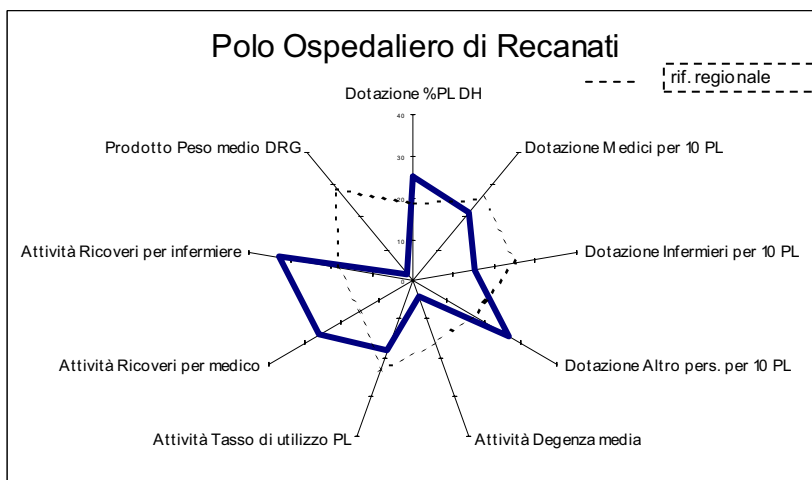 Polo Ospedaliero di Recanati
rif. regionale
Dotazione %PL DH
40
30
20
10
0
Prodotto Peso medio DRG
Dotazione Medici per 10 PL
Attività Ricoveri per infermiere
Dotazione Infermieri per 10 PL
Attività Ricoveri per medico
Dotazione Altro pers. per 10 PL
Attività Tasso di utilizzo PL
Attività Degenza media